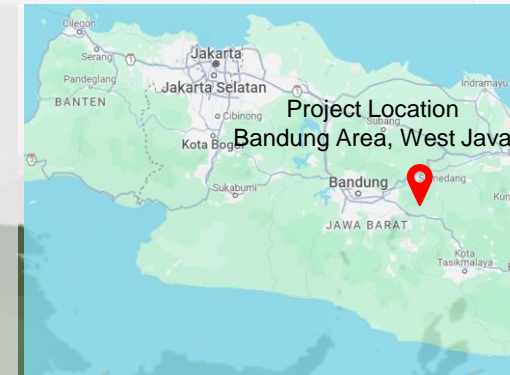 Cilegon
Serang
Jakarta
Pandeglang
Jakarta Selatan
Indramayu
BANTEN
Cibinong
Project Location
Subang
Kota Bogor
Bandung Area, West Java
Sukabumi
Bandung
JAWA BARAT
Kota
Tasikmalaya